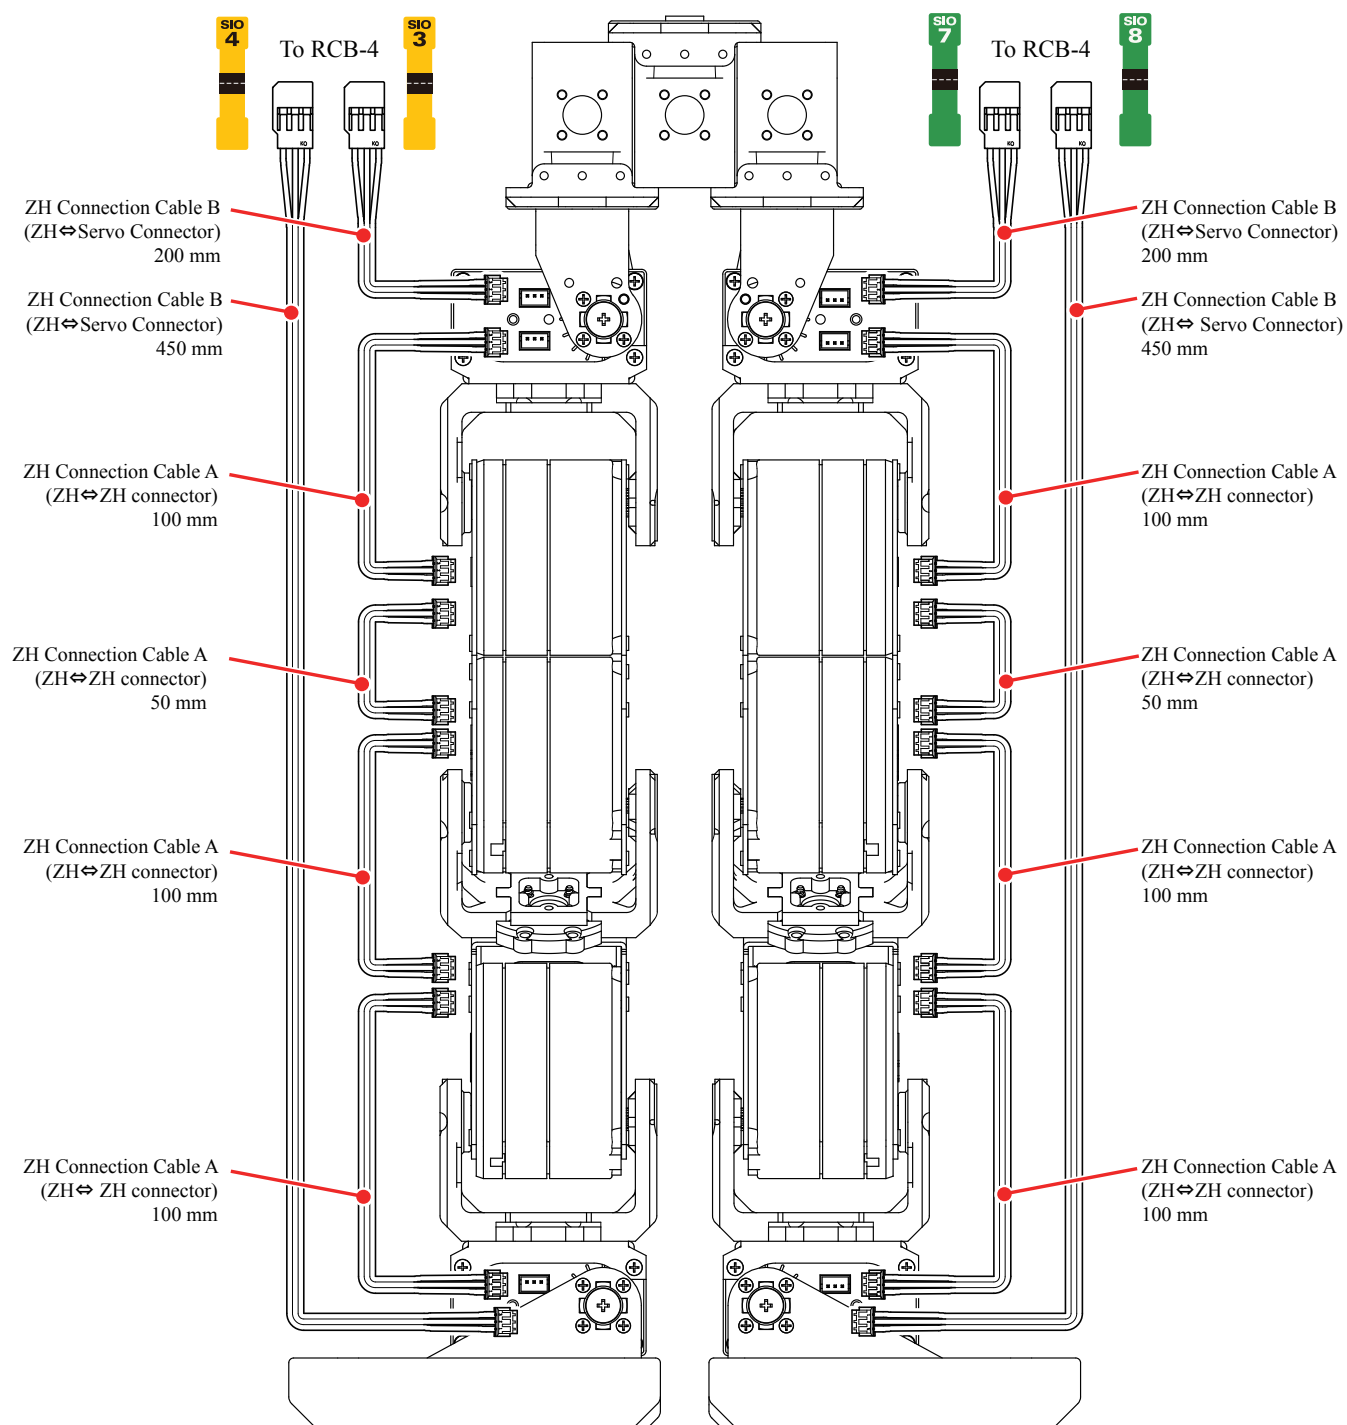 SIO
4
To RCB-4
SIO
3
SIO
7
To RCB-4
SIO
8
KO
KO
KO
KO
ZH Connection Cable B
(ZH⇔Servo Connector)
200 mm
ZH Connection Cable B
(ZH⇔Servo Connector)
450 mm
ZH Connection Cable A
(ZH⇔ZH connector)
100 mm
ZH Connection Cable A
(ZH⇔ZH connector)
50 mm
ZH Connection Cable A
(ZH⇔ZH connector)
100 mm
ZH Connection Cable A
(ZH⇔ ZH connector)
100 mm
ZH Connection Cable B
(ZH⇔Servo Connector)
200 mm
ZH Connection Cable B
(ZH⇔ Servo Connector)
450 mm
ZH Connection Cable A
(ZH⇔ZH connector)
100 mm
ZH Connection Cable A
(ZH⇔ZH connector)
50 mm
ZH Connection Cable A
(ZH⇔ZH connector)
100 mm
ZH Connection Cable A
(ZH⇔ZH connector)
100 mm